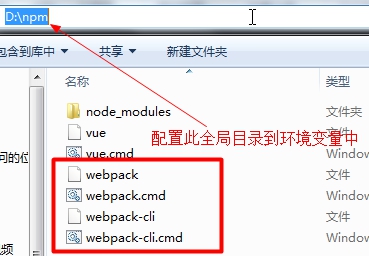 D:\npm
包含到库中 共享 新建文件夹
名称 类型
node_modules 文件夹
vue 文件
配置此全局目录到环境变量中
vue.cmd Window
webpack 文件
webpack.cmd Window
webpack-cli 文件
webpack-cli.cmd Window
问的位
视频